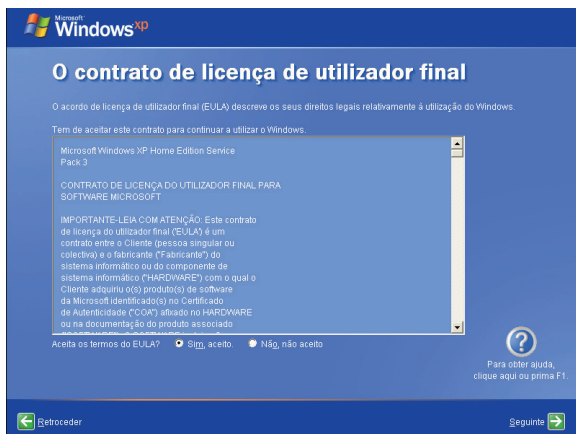 Microsoft
Windows xp
O contrato de licença de utilizador final
O acordo de licença de utilizador final (EULA) descreve os seus direitos legais relativamente à utilização do Windows.
Tem de aceitar este contrato para continuar a utilizar o Windows.
Microsoft Windows XP Home Edition Service
Pack 3
CONTRATO DE LICENÇA DO UTILIZADOR FINAL PARA
SOFTWARE MICROSOFT
IMPORTANTE-LEIA COM ATENÇÃO: Este contrato
de licença do utilizador final ("EULA") é um
contrato entre o Cliente (pessoa singular ou
colectiva) e o fabricante ("Fabricante") do
sistema informático ou do componente de
sistema informático ("HARDWARE") com o qual o
Cliente adquiriu o(s) produto(s) de software
da Microsoft identificado(s) no Certificado
de Autenticidade ("COA") afixado no HARDWARE
ou na documentação do produto associado
Aceita os termos do EULA? Sim, aceito. Não, não aceito
Para obter ajuda,
clique aqui ou prima F1.
Retroceder
Seguinte